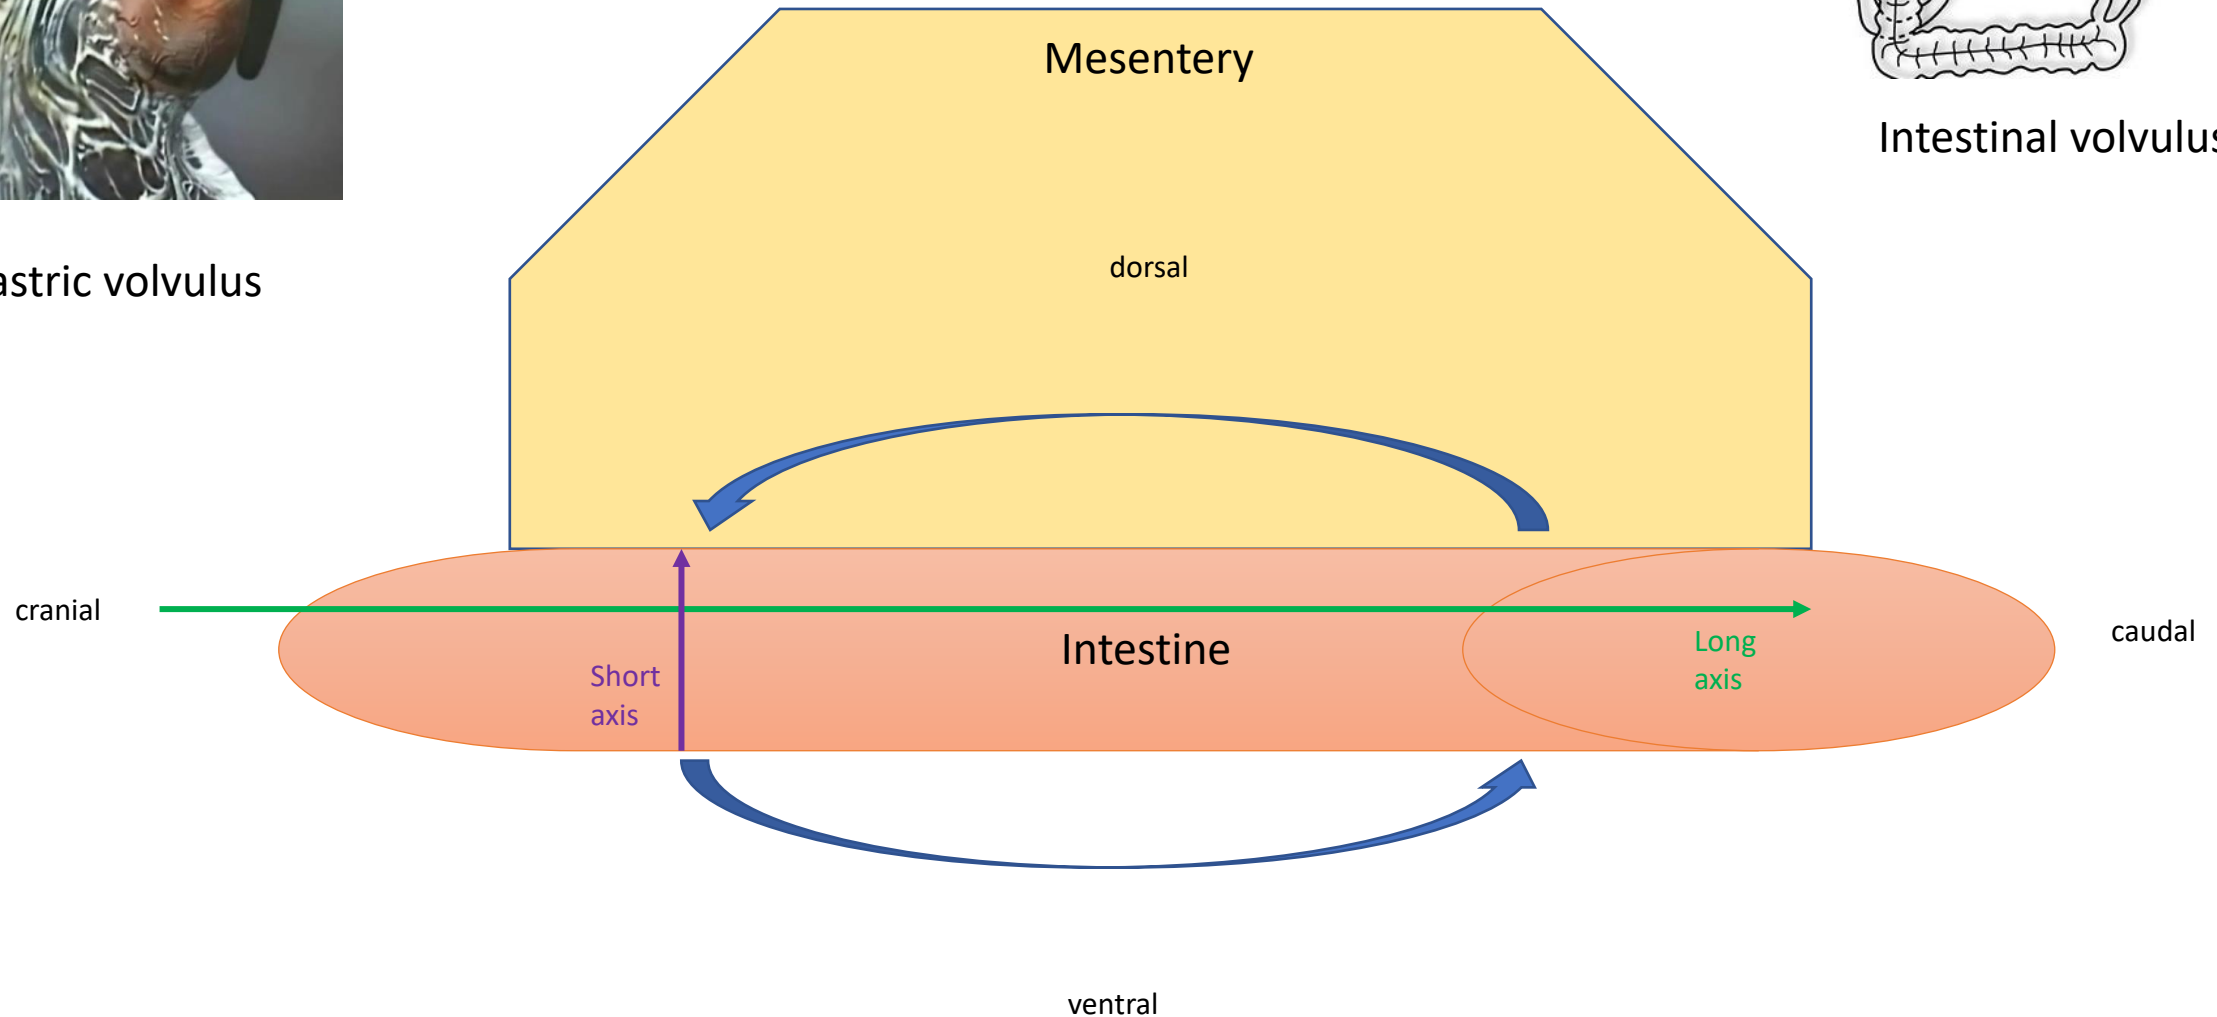 Mesentery
Intestinal volvulus
dorsal
astric volvulus
cranial
caudal
Intestine
Long
axis
Short
axis
ventral